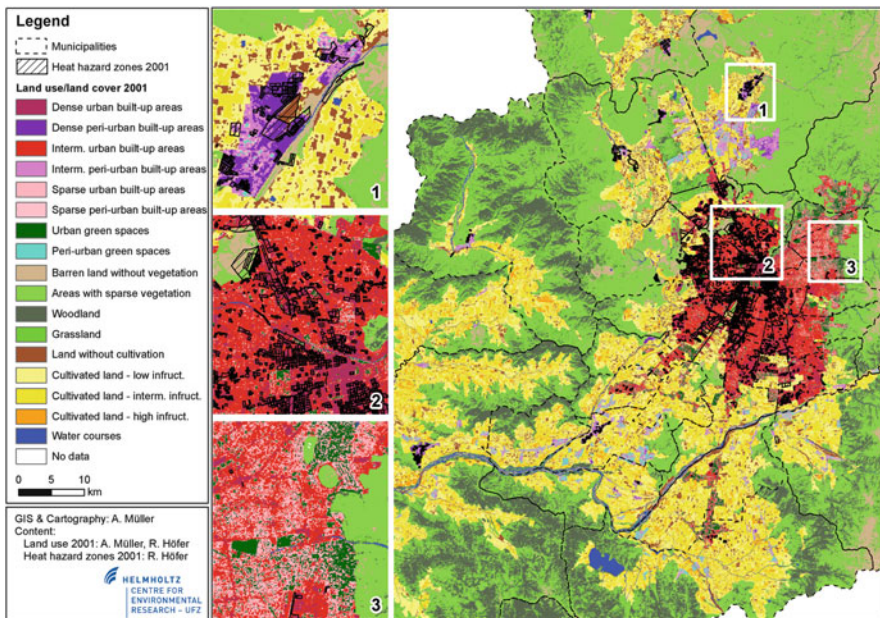 Legend
Municipalities
Heat hazard zones 2001
Land use/land cover 2001
Dense urban built-up areas
Dense peri-urban built-up areas
Interm. urban built-up areas
Interm. peri-urban built-up areas
Sparse urban built-up areas
Sparse peri-urban built-up areas
Urban green spaces
Peri-urban green spaces
Barren land without vegetation
Areas with sparse vegetation
Woodland
Grassland
Land without cultivation
Cultivated land - low infruct.
Cultivated land - interm. infruct.
Cultivated land - high infruct.
Water courses
No data
0 5 10
km
GIS & Cartography: A. Müller
Content:
Land use 2001: A. Müller, R. Höfer
Heat hazard zones 2001: R. Höfer
HELMHOLTZ
CENTRE FOR
ENVIRONMENTAL
RESEARCH – UFZ
1
2
3
1
2
3